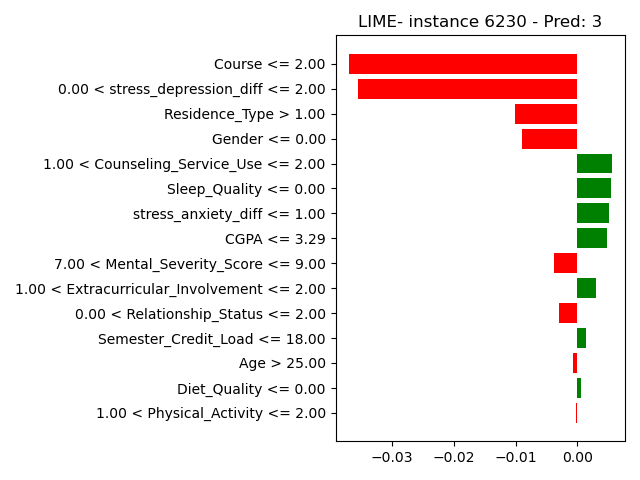 LIME- instance 6230 - Pred: 3
Course <= 2.00
0.00 < stress_depression_diff <= 2.00
Residence_Type > 1.00
Gender <= 0.00
1.00 < Counseling_Service_Use <= 2.00
Sleep_Quality <= 0.00
stress_anxiety_diff <= 1.00
CGPA <= 3.29
7.00 < Mental_Severity_Score <= 9.00
1.00 < Extracurricular_Involvement <= 2.00
0.00 < Relationship_Status <= 2.00
Semester_Credit_Load <= 18.00
Age > 25.00
Diet_Quality <= 0.00
1.00 < Physical_Activity <= 2.00
−0.03 −0.02 −0.01 0.00